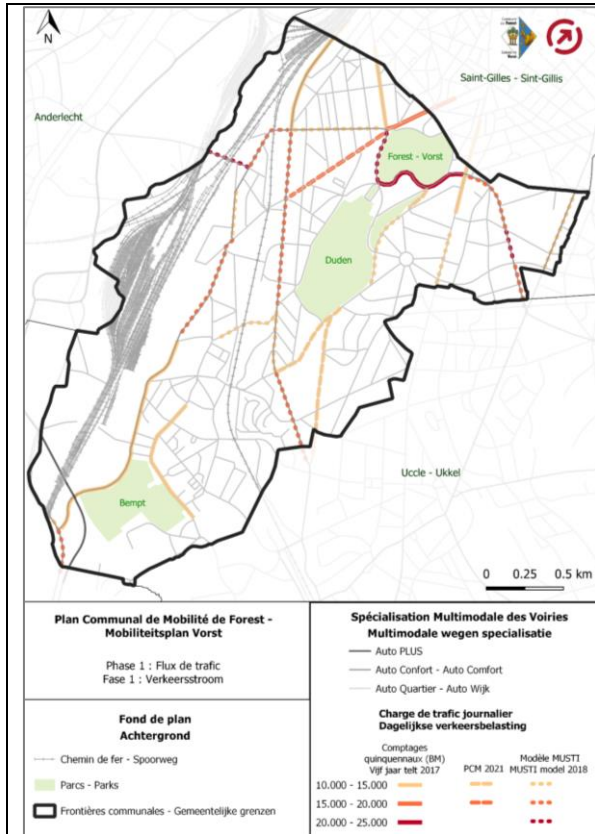 N
Saint-Gilles - Sint-Gillis
Anderlecht
Forest - Vorst
Duden
Uccle - Ukkel
Bempt
0 0.25 0.5 km
Plan Communal de Mobilité de Forest -
Mobiliteitsplan Vorst
Phase 1 : Flux de trafic
Fase 1 : Verkeersstroom
Fond de plan
Achtergrond
Chemin de fer - Spoorweg
Parcs - Parks
Frontières communales - Gemeentelijke grenzen
Spécialisation Multimodale des Voiries
Multimodale wegen specialisatie
Auto PLUS
Auto Confort - Auto Comfort
Auto Quartier - Auto Wijk
Charge de trafic journalier
Dagelijkse verkeersbelasting
Comptages
quinquennaux (BM)
Vijf jaar telt 2017
PCM 2021
Modèle MUSTI
MUSTI model 2018
10.000 - 15.000
15.000 - 20.000
20.000 - 25.000